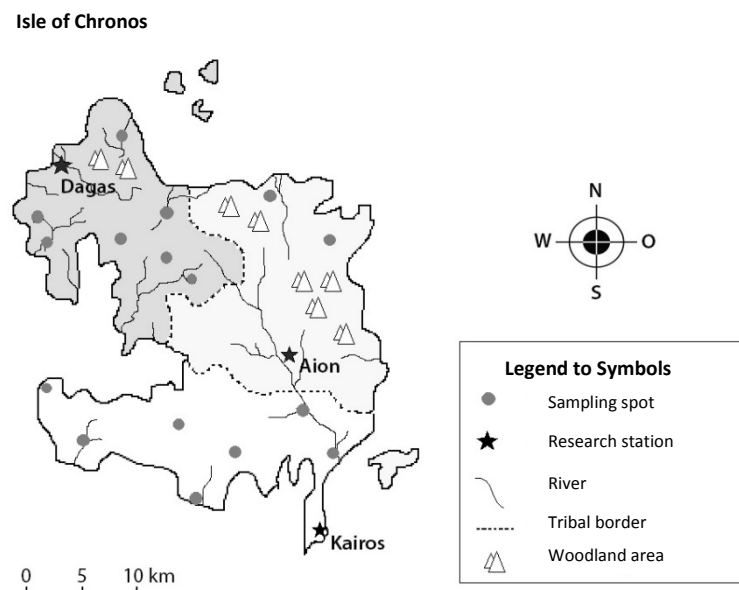 Isle of Chronos
Dagas
Aion
Kairos
0 5 10 km
N
W O
S
Legend to Symbols
Sampling spot
Research station
River
Tribal border
Woodland area